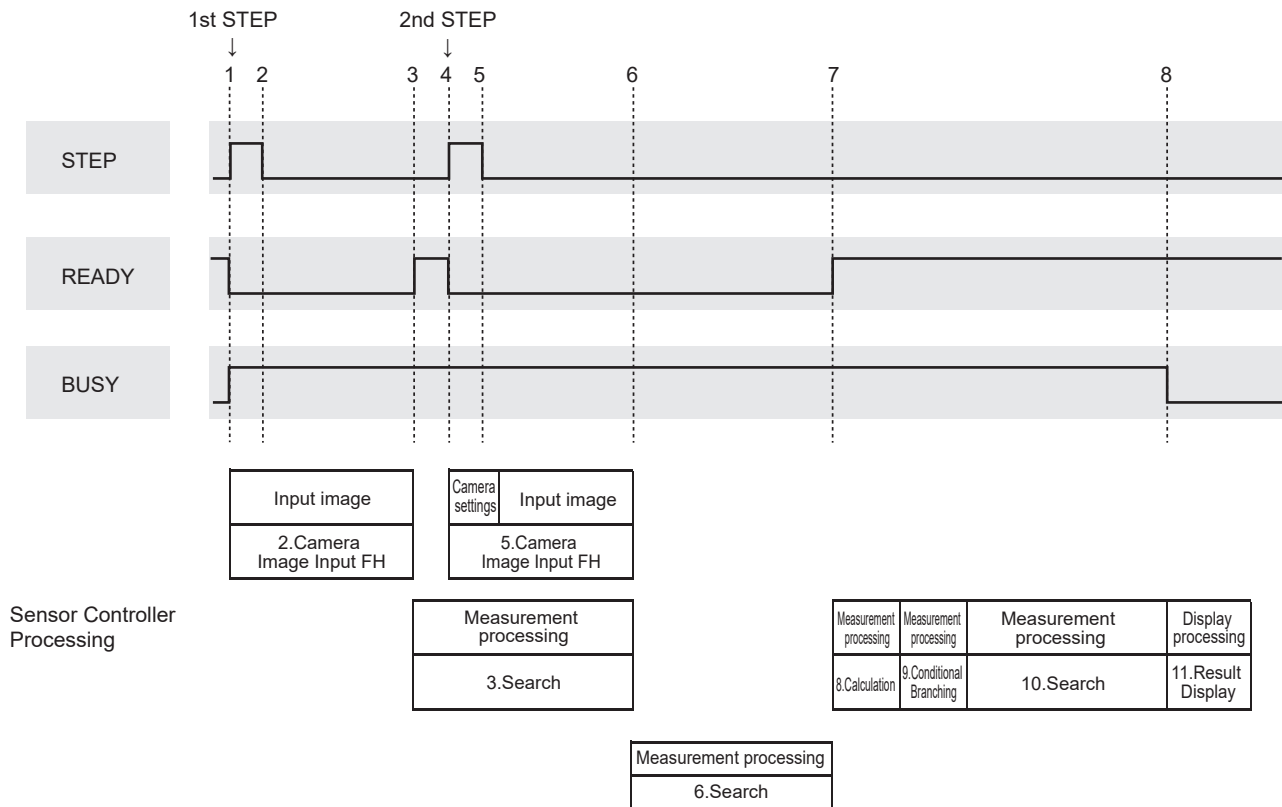 1st STEP 2nd STEP
↓ ↓
1 2 3 4 5 6 7 8
STEP
READY
BUSY
Input image
2.Camera
Image Input FH
Camera
settings
Input image
5.Camera
Image Input FH
Sensor Controller
Processing
Measurement
processing
3.Search
Measurement
processing
8.Calculation
Measurement
processing
9.Conditional
Branching
Measurement
processing
10.Search
Display
processing
11.Result
Display
Measurement processing
6.Search